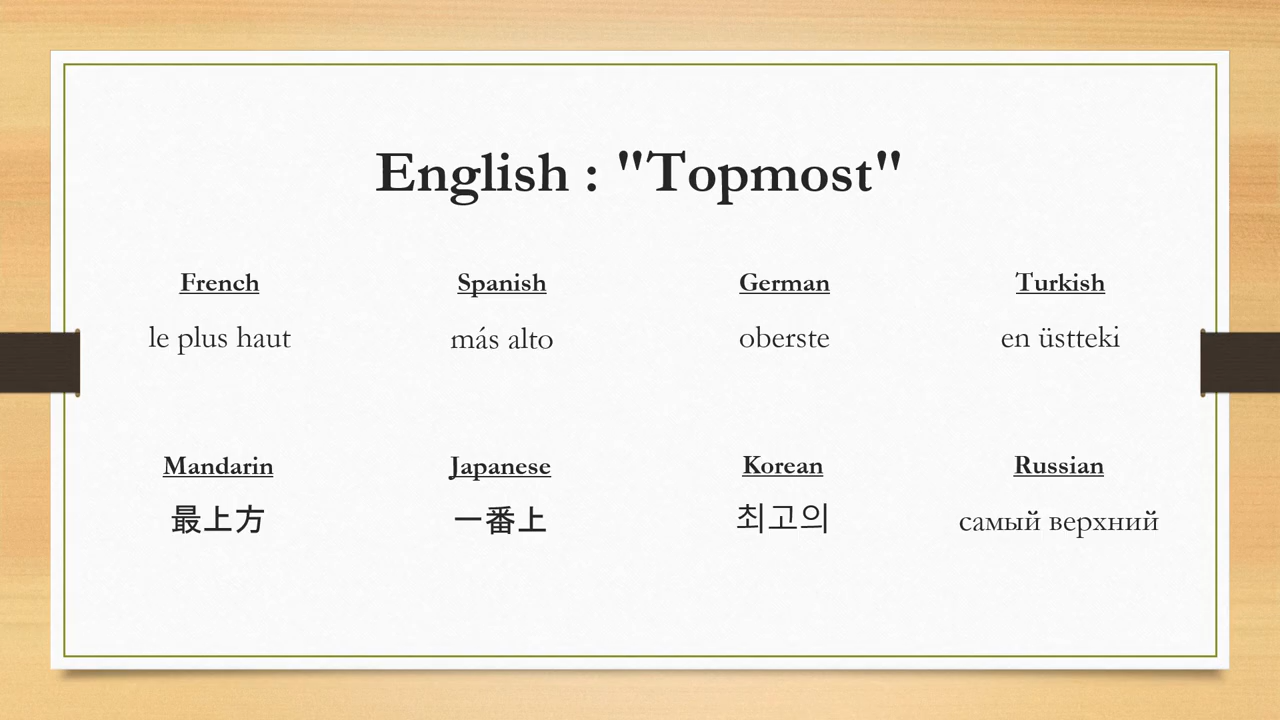 English : "Topmost"
French
Spanish
German
Turkish
le plus haut
más alto
oberste
en üstteki
Mandarin
Japanese
Korean
Russian
最上方
一番上
최고의
самый верхний